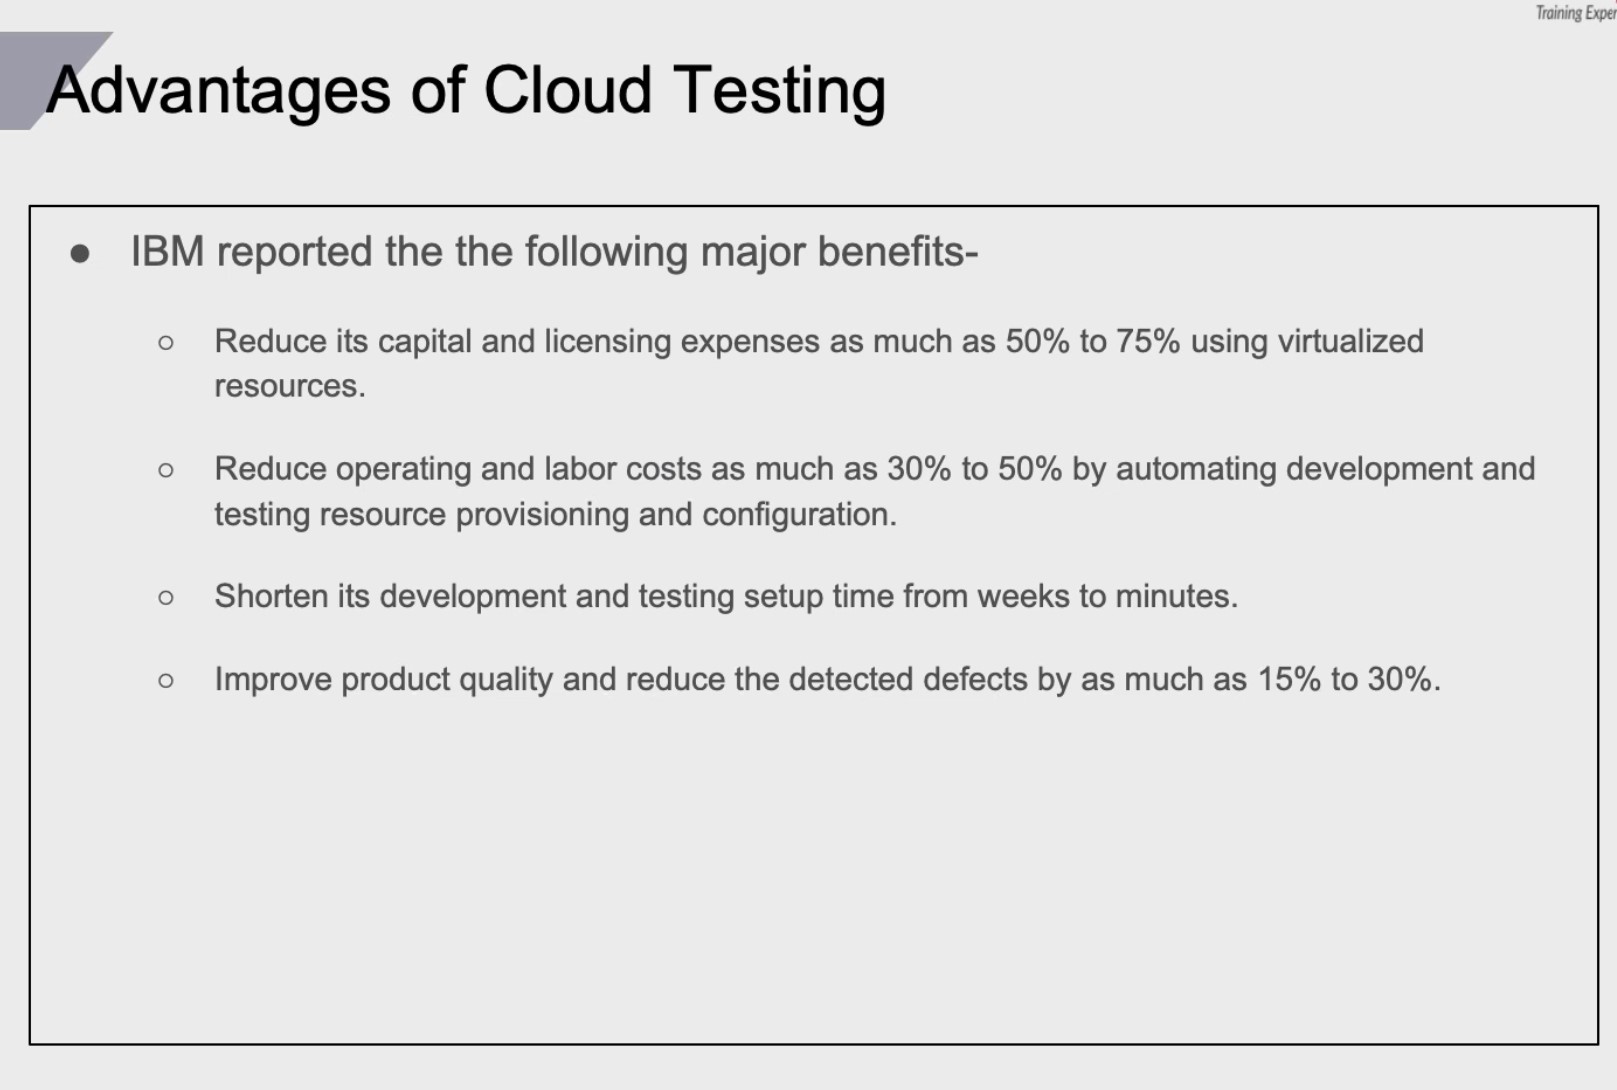 Training Exper
Advantages of Cloud Testing
● IBM reported the the following major benefits-
○ Reduce its capital and licensing expenses as much as 50% to 75% using virtualized
resources.
○ Reduce operating and labor costs as much as 30% to 50% by automating development and
testing resource provisioning and configuration.
○ Shorten its development and testing setup time from weeks to minutes.
○ Improve product quality and reduce the detected defects by as much as 15% to 30%.